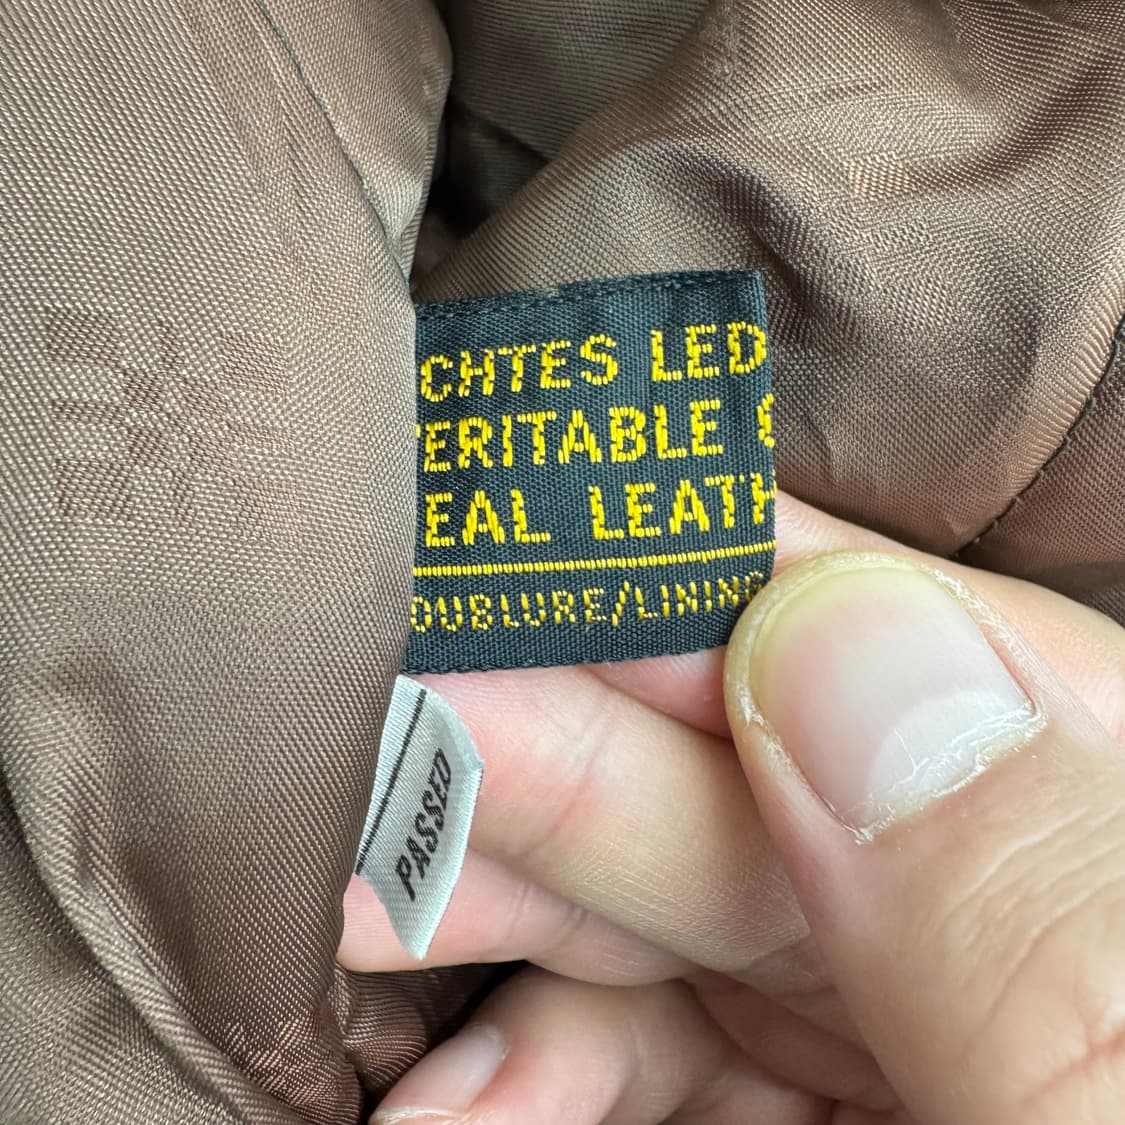 CHTES LED
ERITABLE
EAL LEATH
OUBLURE/LINING
PASSED